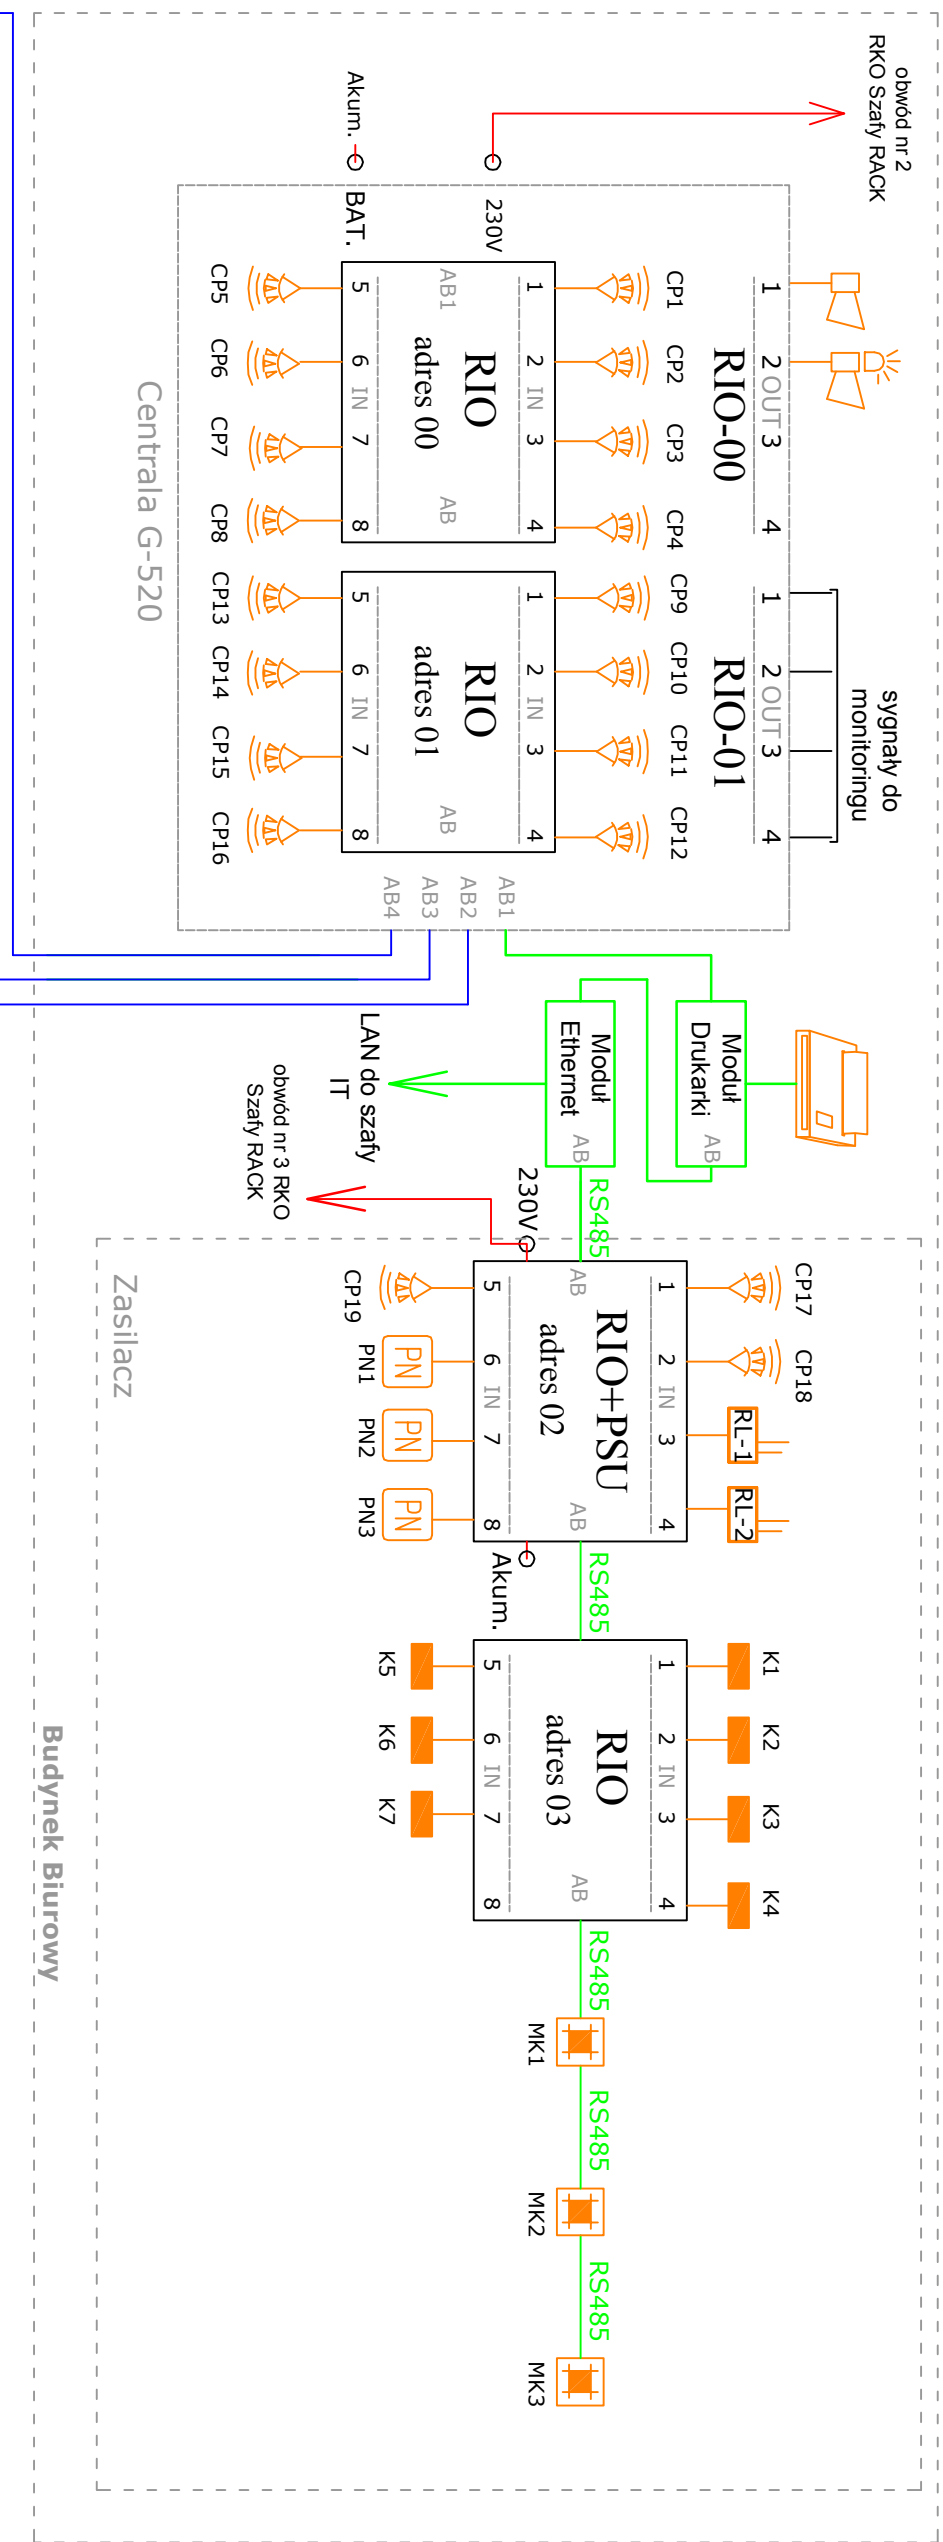 obwód nr 2
RKO Szafy RACK
Akum.
230V
BAT.
1
2
OUT
3
4
RIO-00
CP1
CP2
CP3
CP4
1
2
IN
3
4
AB1
RIO
adres 00
AB
5
6
IN
7
8
CP5
CP6
CP7
CP8
sygnały do
monitoringu
1
2
OUT
3
4
RIO-01
CP9
CP10
CP11
CP12
1
2
IN
3
4
RIO
adres 01
AB
5
6
IN
7
8
CP13
CP14
CP15
CP16
Centrala G-520
AB1
AB2
AB3
AB4
Moduł
Drukarki
AB
Moduł
Ethernet
AB
LAN do szafy
IT
obwód nr 3 RKO
Szafy RACK
230V
RS485
Zasilacz
CP17
CP18
RL-1
RL-2
1
2
IN
3
4
AB
RIO+PSU
adres 02
AB
5
6
IN
7
8
CP19
PN
PN1
PN
PN2
PN
PN3
Akum.
RS485
K1
K2
K3
K4
1
2
IN
3
4
RIO
adres 03
AB
5
6
IN
7
8
K5
K6
K7
RS485
MK1
RS485
MK2
RS485
MK3
Budynek Biurowy